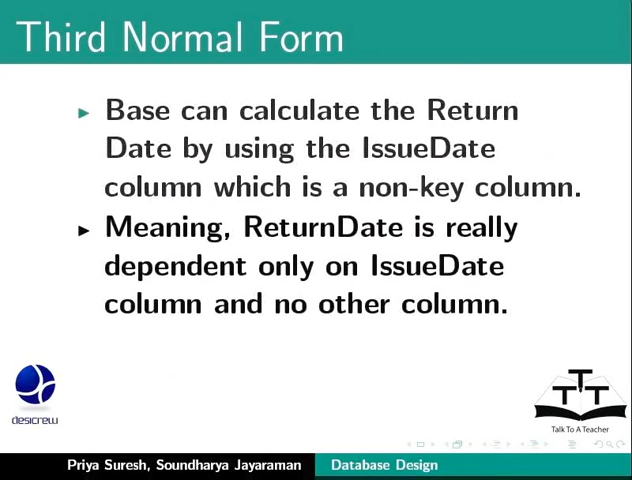 Third Normal Form
Base can calculate the Return
Date by using the IssueDate
column which is a non-key column.
Meaning, ReturnDate is really
dependent only on IssueDate
column and no other column.
desicrew
T T T
Talk To A Teacher
Priya Suresh, Soundharya Jayaraman Database Design